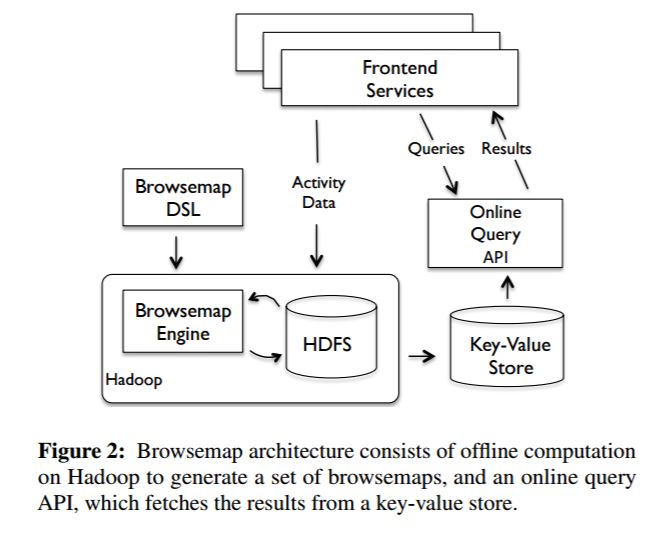 Frontend
Services
Queries
Results
Activity
Data
Browsemap
DSL
Online
Query
API
Browsemap
Engine
HDFS
Hadoop
Key-Value
Store
Figure 2: Browsemap architecture consists of offline computation
on Hadoop to generate a set of browsemaps, and an online query
API, which fetches the results from a key-value store.